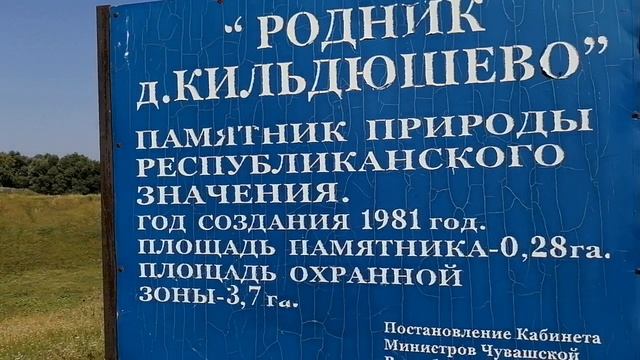 “ РОДНИК
д.КИЛЬДЮШЕВО”
ПАМЯТНИК ПРИРОДЫ
РЕСПУБЛИКАНСКОГО
ЗНАЧЕНИЯ.
ГОД СОЗДАНИЯ 1981 год.
ПЛОЩАДЬ ПАМЯТНИКА-0,28га.
ПЛОЩАДЬ ОХРАННОЙ
ЗОНЫ-3,7 га.
Постановление Кабинета
Министров Чувашской